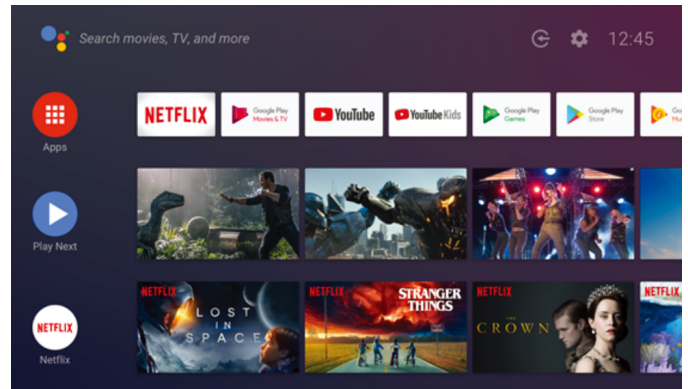 Search movies, TV, and more
12:45
Apps
NETFLIX
Google Play
Movies & TV
YouTube
YouTube Kids
Google Play
Games
Google Play
Store
Play Next
NETFLIX
Netflix
NETFLIX
LOST
IN
SPACE
NETFLIX
STRANGER
THINGS
NETFLIX
THE
CROWN
NETFLIX